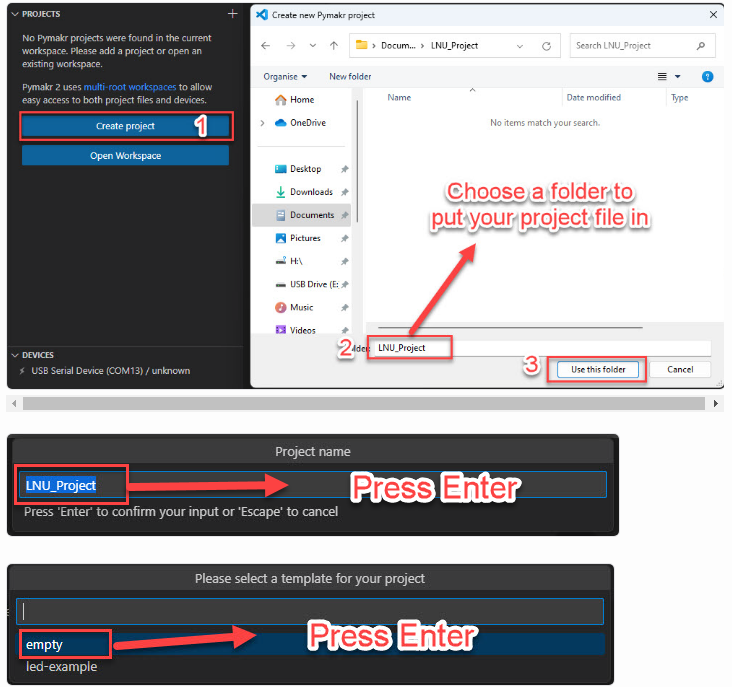 PROJECTS
No Pymakr projects were found in the current
workspace. Please add a project or open an
existing workspace.
Pymakr 2 uses multi-root workspaces to allow
easy access to both project files and devices.
Create project
1
Open Workspace
DEVICES
USB Serial Device (COM13) / unknown
Create new Pymakr project
Docum... > LNU_Project
Search LNU_Project
Organise
New folder
Home
OneDrive
Desktop
Downloads
Documents
Pictures
H:\
USB Drive (E:
Music
Videos
Name
Date modified
Type
No items match your search.
Choose a folder to
put your project file in
2
lder:
LNU_Project
3
Use this folder
Cancel
Project name
LNU_Project
Press Enter
Press 'Enter' to confirm your input or 'Escape' to cancel
Please select a template for your project
empty
Press Enter
led-example